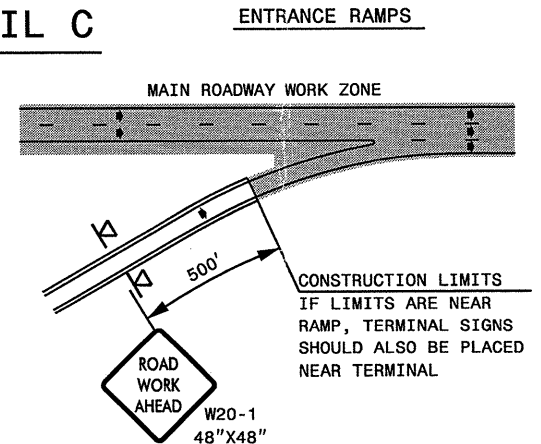 IL C
ENTRANCE RAMPS
MAIN ROADWAY WORK ZONE
500'
CONSTRUCTION LIMITS
IF LIMITS ARE NEAR
RAMP, TERMINAL SIGNS
SHOULD ALSO BE PLACED
NEAR TERMINAL
ROAD
WORK
AHEAD
W20-1
48"X48"